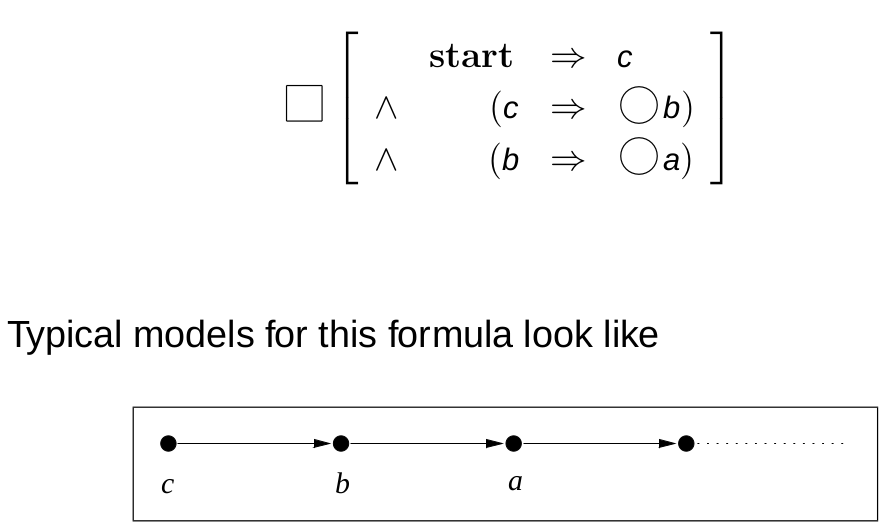 □ [ start ⇒ c
∧ (c ⇒ ◯b)
∧ (b ⇒ ◯a) ]
Typical models for this formula look like
c b a